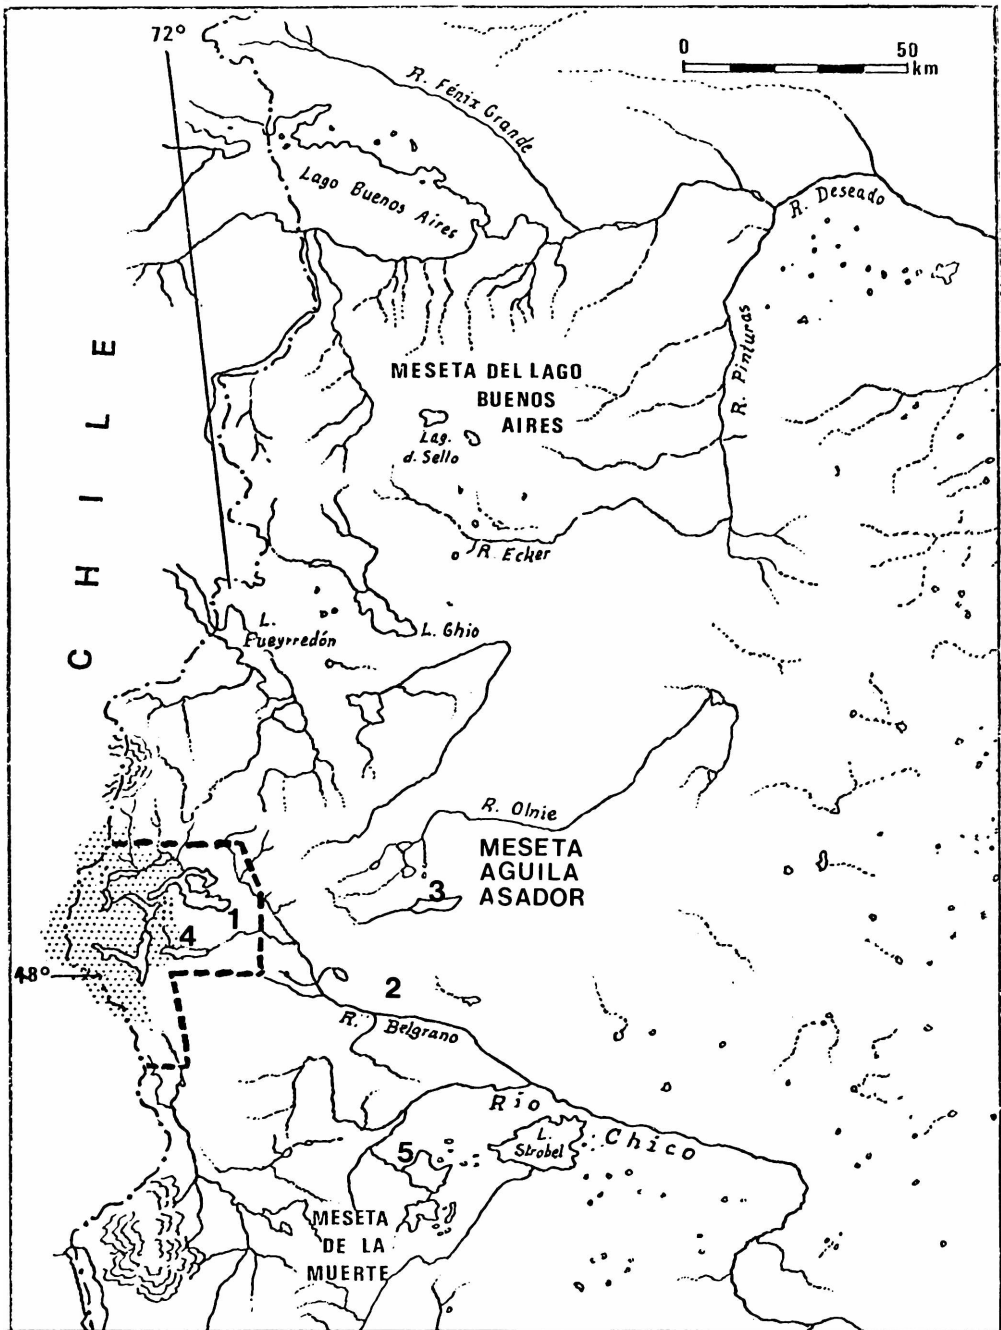 72°
0 50
km
R. Fénix Grande
Lago Buenos Aires
R. Deseado
R. Pinturas
CHILE
MESETA DEL LAGO
BUENOS
AIRES
Lag.
d. Sello
R. Ecker
L.
Pueyrredón
L. Ghio
R. Olnie
MESETA
AGUILA
ASADOR
3
1
4
48°
2
R. Belgrano
Río Chico
L.
Strobel
5
MESETA
DE LA
MUERTE